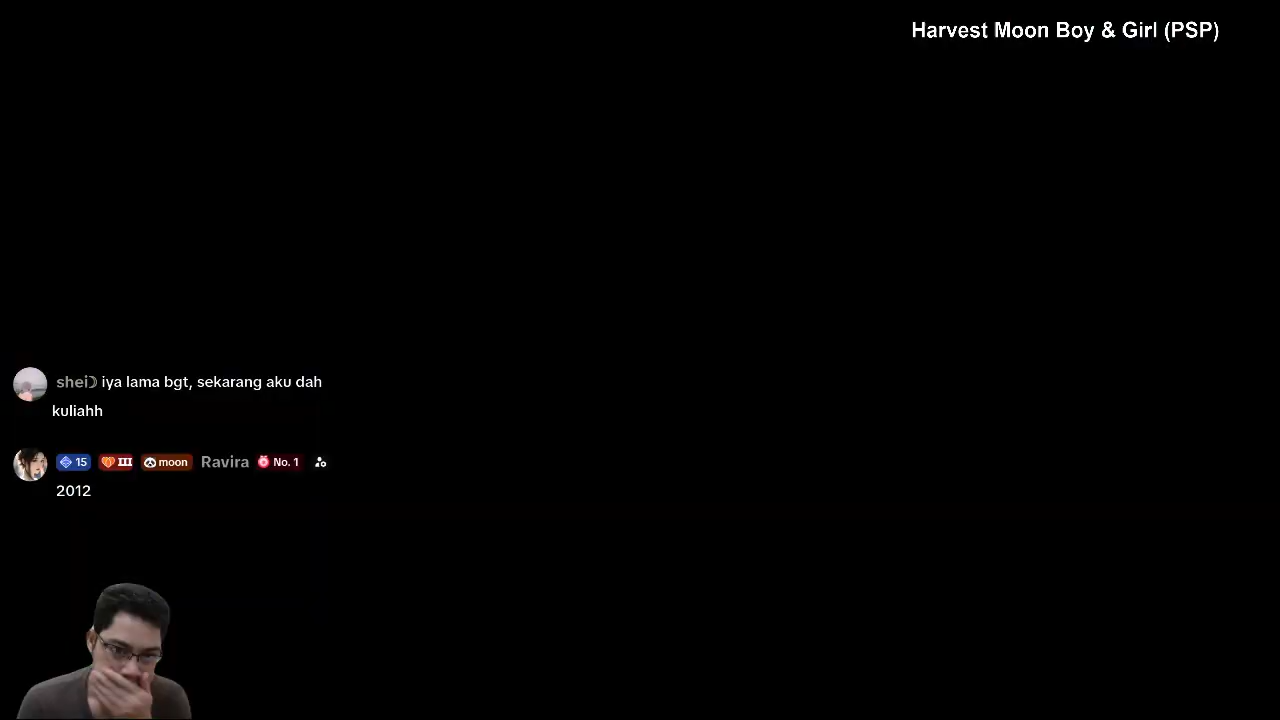 Harvest Moon Boy & Girl (PSP)
shei☽ iya lama bgt, sekarang aku dah
kuliahh
15 III moon Ravira No. 1
2012